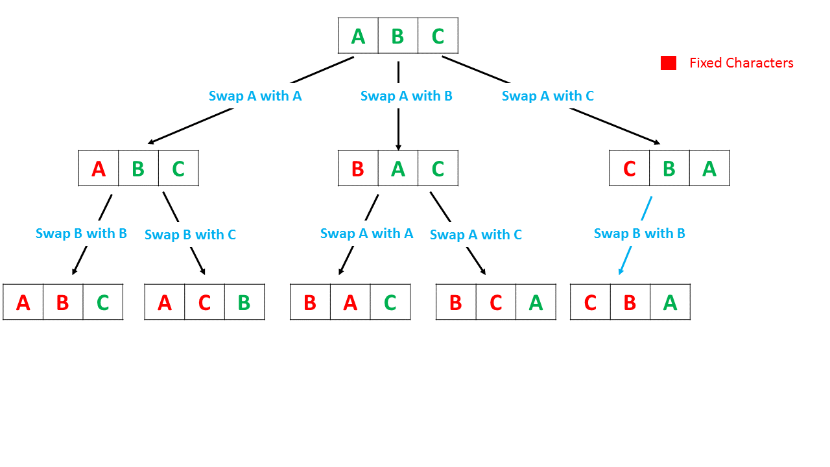 A B C
Fixed Characters
Swap A with A Swap A with B Swap A with C
A B C B A C C B A
Swap B with B Swap B with C Swap A with A Swap A with C Swap B with B
A B C A C B B A C B C A C B A